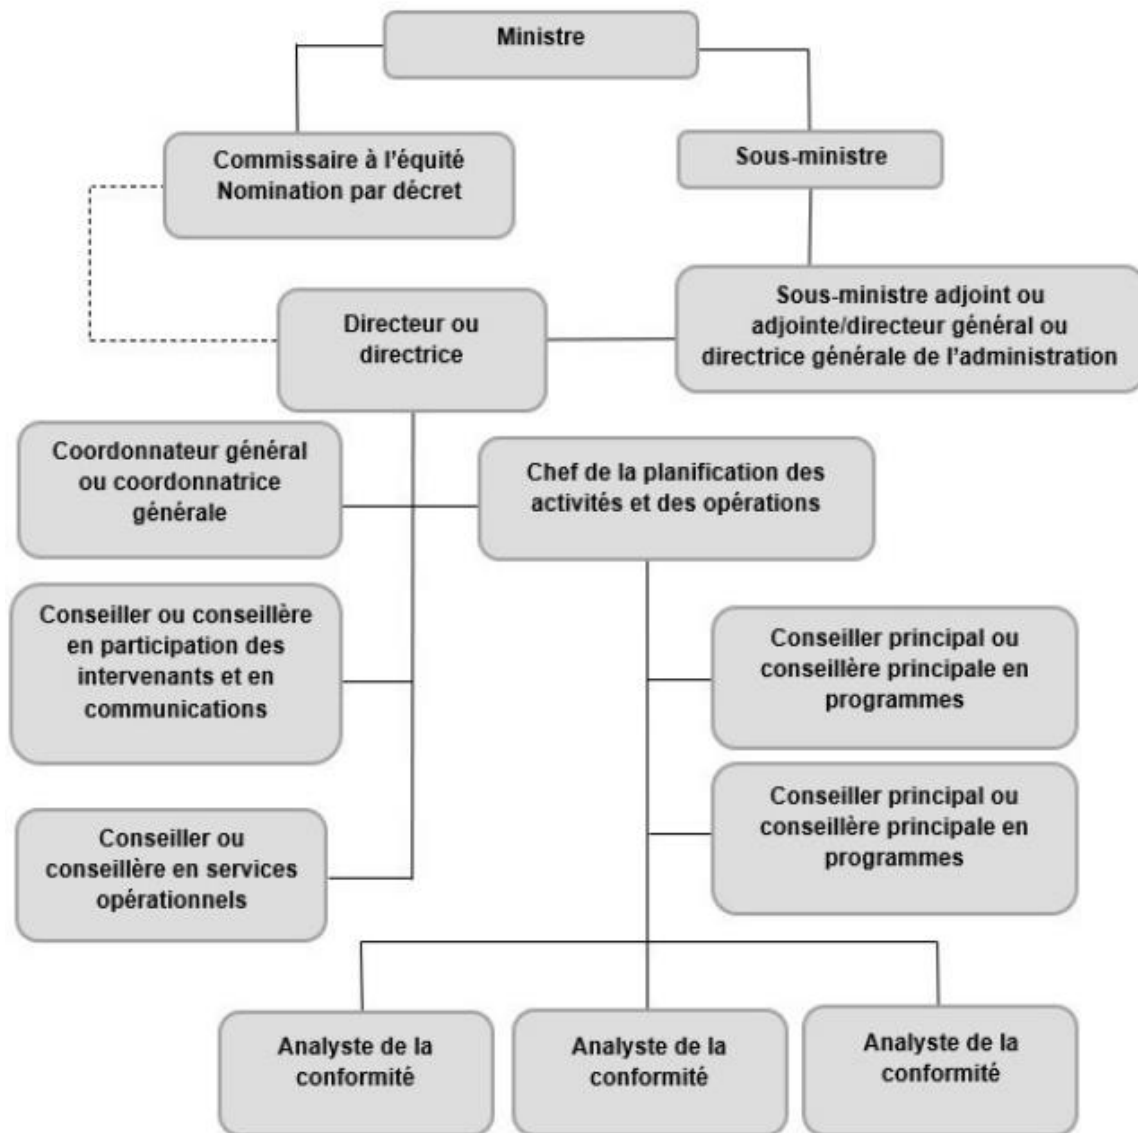 Ministre
Commissaire à l'équité
Nomination par décret
Sous-ministre
Sous-ministre adjoint ou
adjointe/directeur général ou
directrice générale de l'administration
Directeur ou
directrice
Coordonnateur général
ou coordonnatrice
générale
Chef de la planification des
activités et des opérations
Conseiller ou conseillère
en participation des
intervenants et en
communications
Conseiller principal ou
conseillère principale en
programmes
Conseiller principal ou
conseillère principale en
programmes
Conseiller ou
conseillère en services
opérationnels
Analyste de la
conformité
Analyste de la
conformité
Analyste de la
conformité